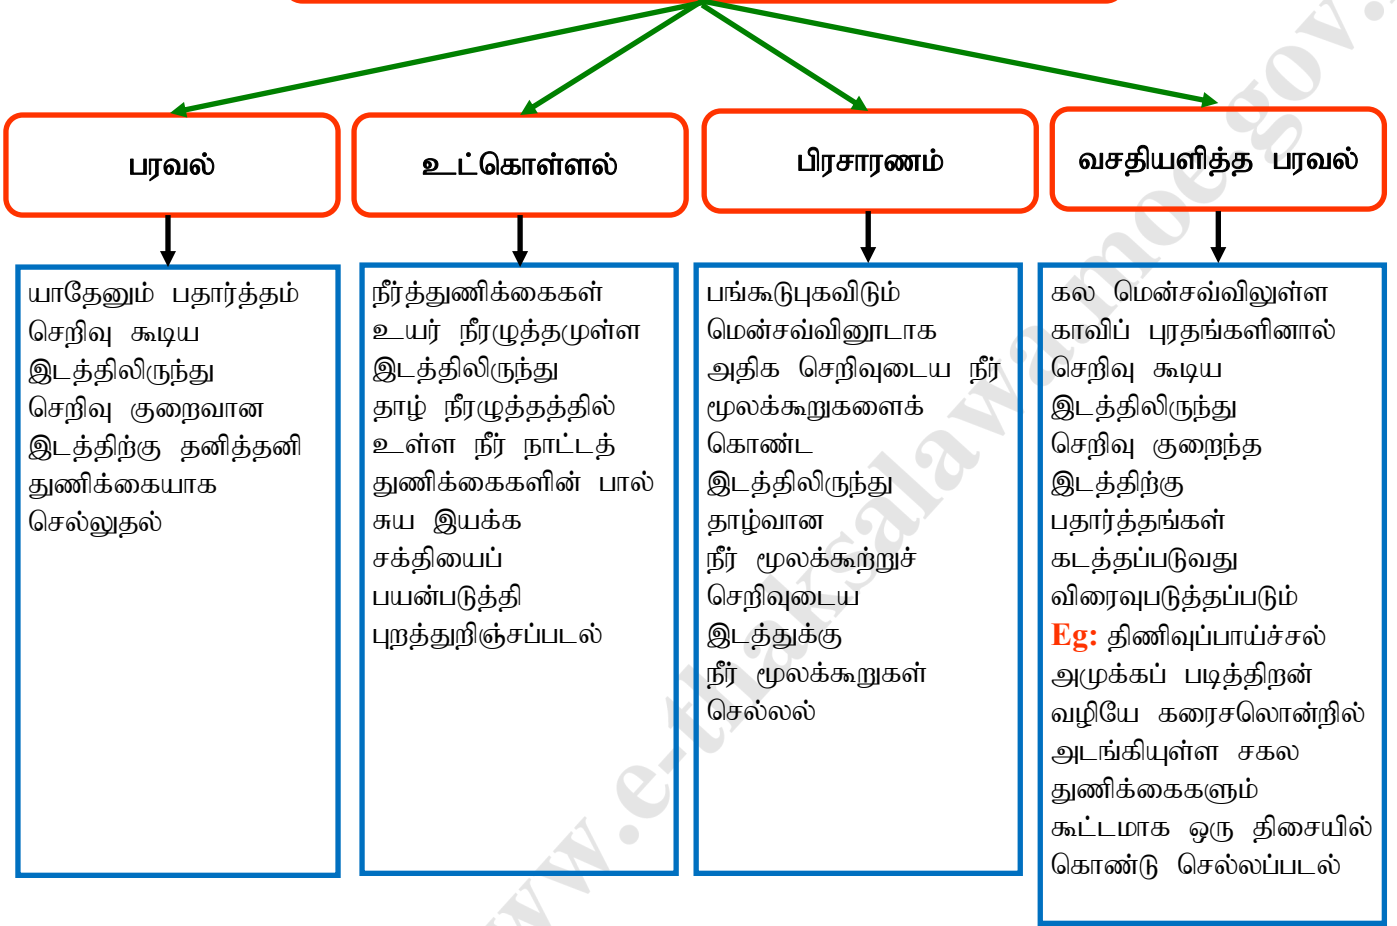 பரவல்
உட்கொள்ளல்
பிரசாரணம்
வசதியளித்த பரவல்
யாதேனும் பதார்த்தம்
செறிவு கூடிய
இடத்திலிருந்து
செறிவு குறைவான
இடத்திற்கு தனித்தனி
துணிக்கையாக
செல்லுதல்
நீர்த்துணிக்கைகள்
உயர் நீரழுத்தமுள்ள
இடத்திலிருந்து
தாழ் நீரழுத்தத்தில்
உள்ள நீர் நாட்டத்
துணிக்கைகளின் பால்
சுய இயக்க
சக்தியைப்
பயன்படுத்தி
புறத்துறிஞ்சப்படல்
பங்கூடுபுகவிடும்
மென்சவ்வினூடாக
அதிக செறிவுடைய நீர்
மூலக்கூறுகளைக்
கொண்ட
இடத்திலிருந்து
தாழ்வான
நீர் மூலக்கூற்றுச்
செறிவுடைய
இடத்துக்கு
நீர் மூலக்கூறுகள்
செல்லல்
கல மென்சவ்விலுள்ள
காவிப் புரதங்களினால்
செறிவு கூடிய
இடத்திலிருந்து
செறிவு குறைந்த
இடத்திற்கு
பதார்த்தங்கள்
கடத்தப்படுவது
விரைவுபடுத்தப்படும்
Eg: திணிவுப்பாய்ச்சல்
அமுக்கப் படித்திறன்
வழியே கரைசலொன்றில்
அடங்கியுள்ள சகல
துணிக்கைகளும்
கூட்டமாக ஒரு திசையில்
கொண்டு செல்லப்படல்
www.e-thaksalawa.moe.gov.